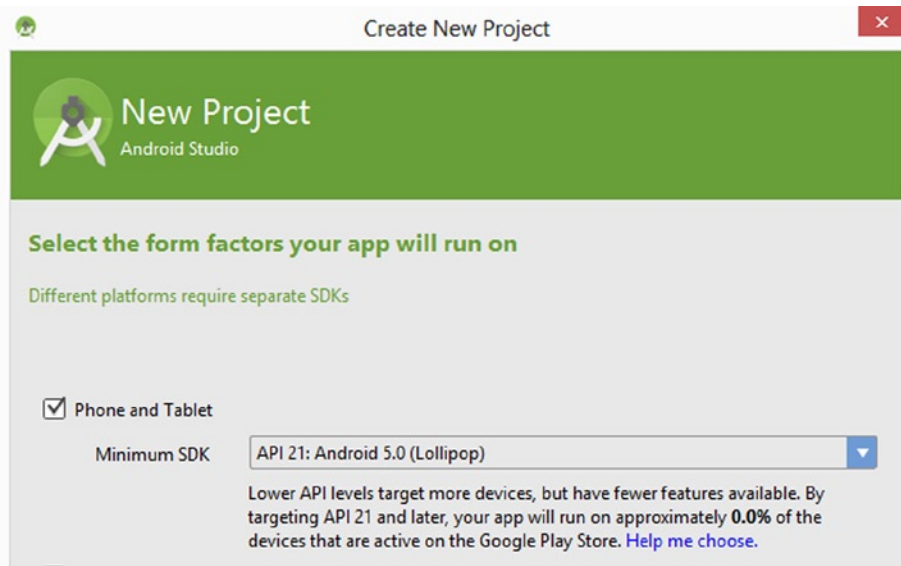 Create New Project
New Project
Android Studio
Select the form factors your app will run on
Different platforms require separate SDKs
Phone and Tablet
Minimum SDK
API 21: Android 5.0 (Lollipop)
Lower API levels target more devices, but have fewer features available. By
targeting API 21 and later, your app will run on approximately 0.0% of the
devices that are active on the Google Play Store. Help me choose.